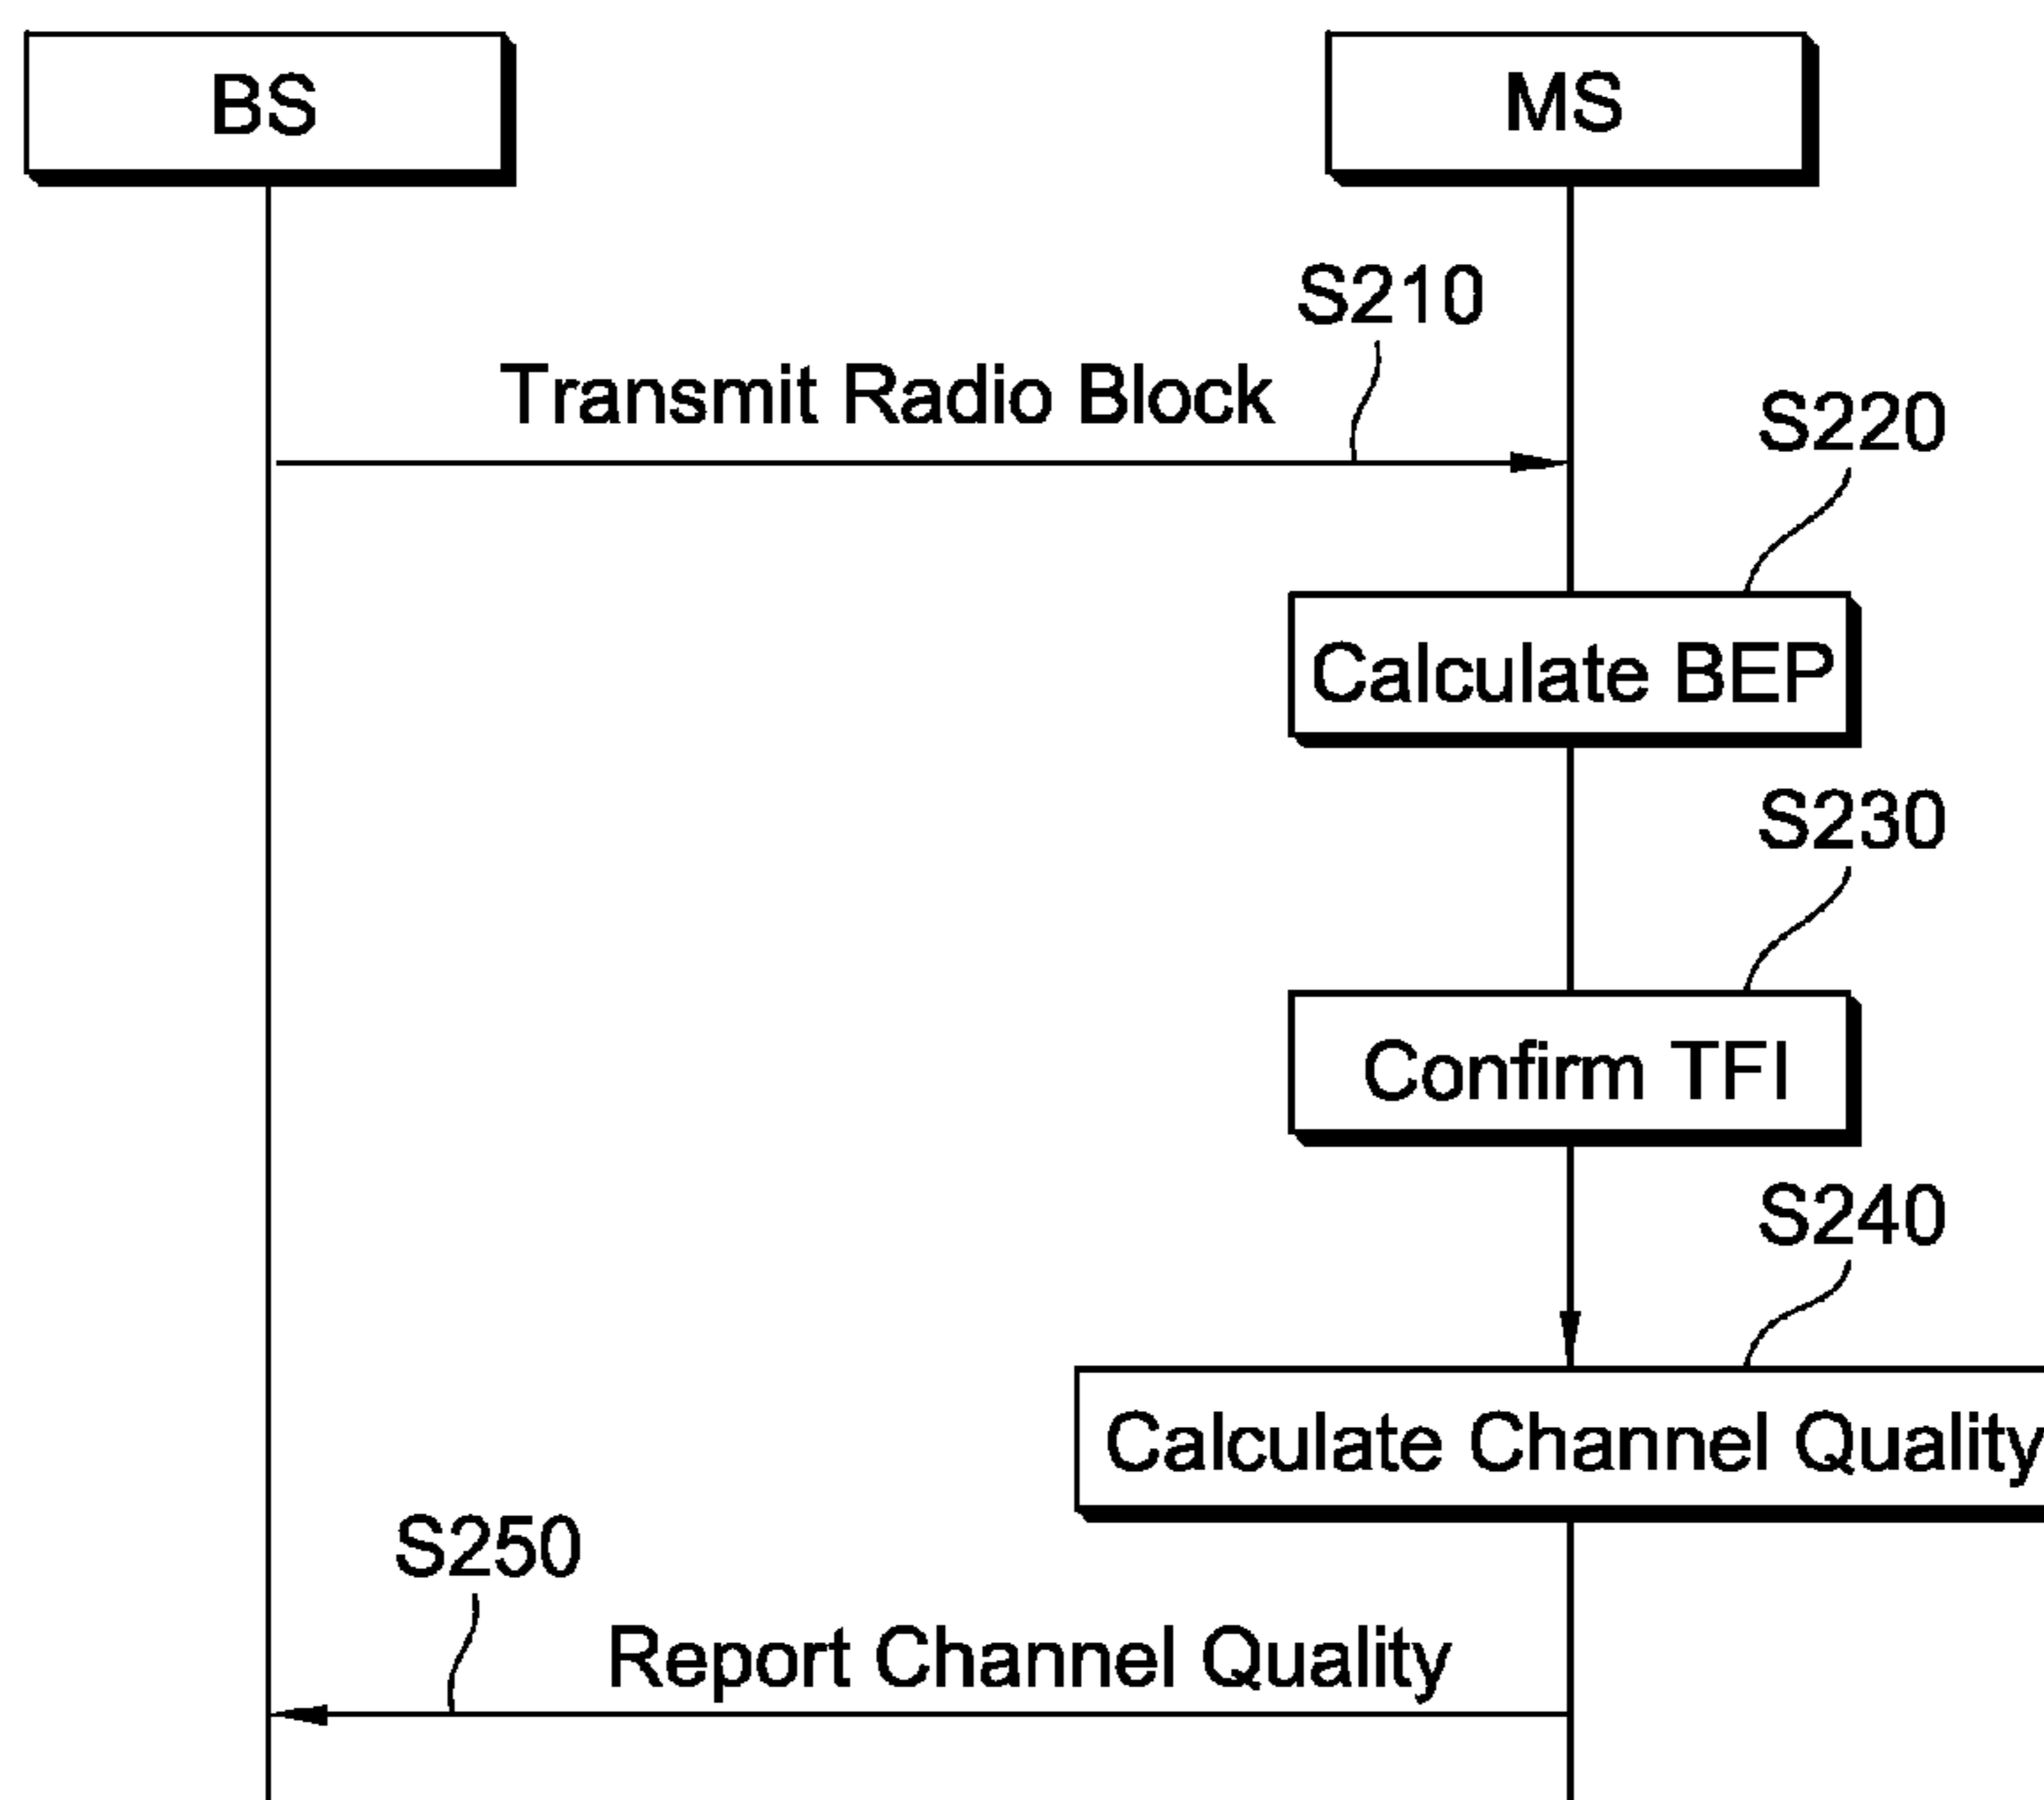 BS
MS
S210
Transmit Radio Block
S220
Calculate BEP
S230
Confirm TFI
S240
Calculate Channel Quality
S250
Report Channel Quality